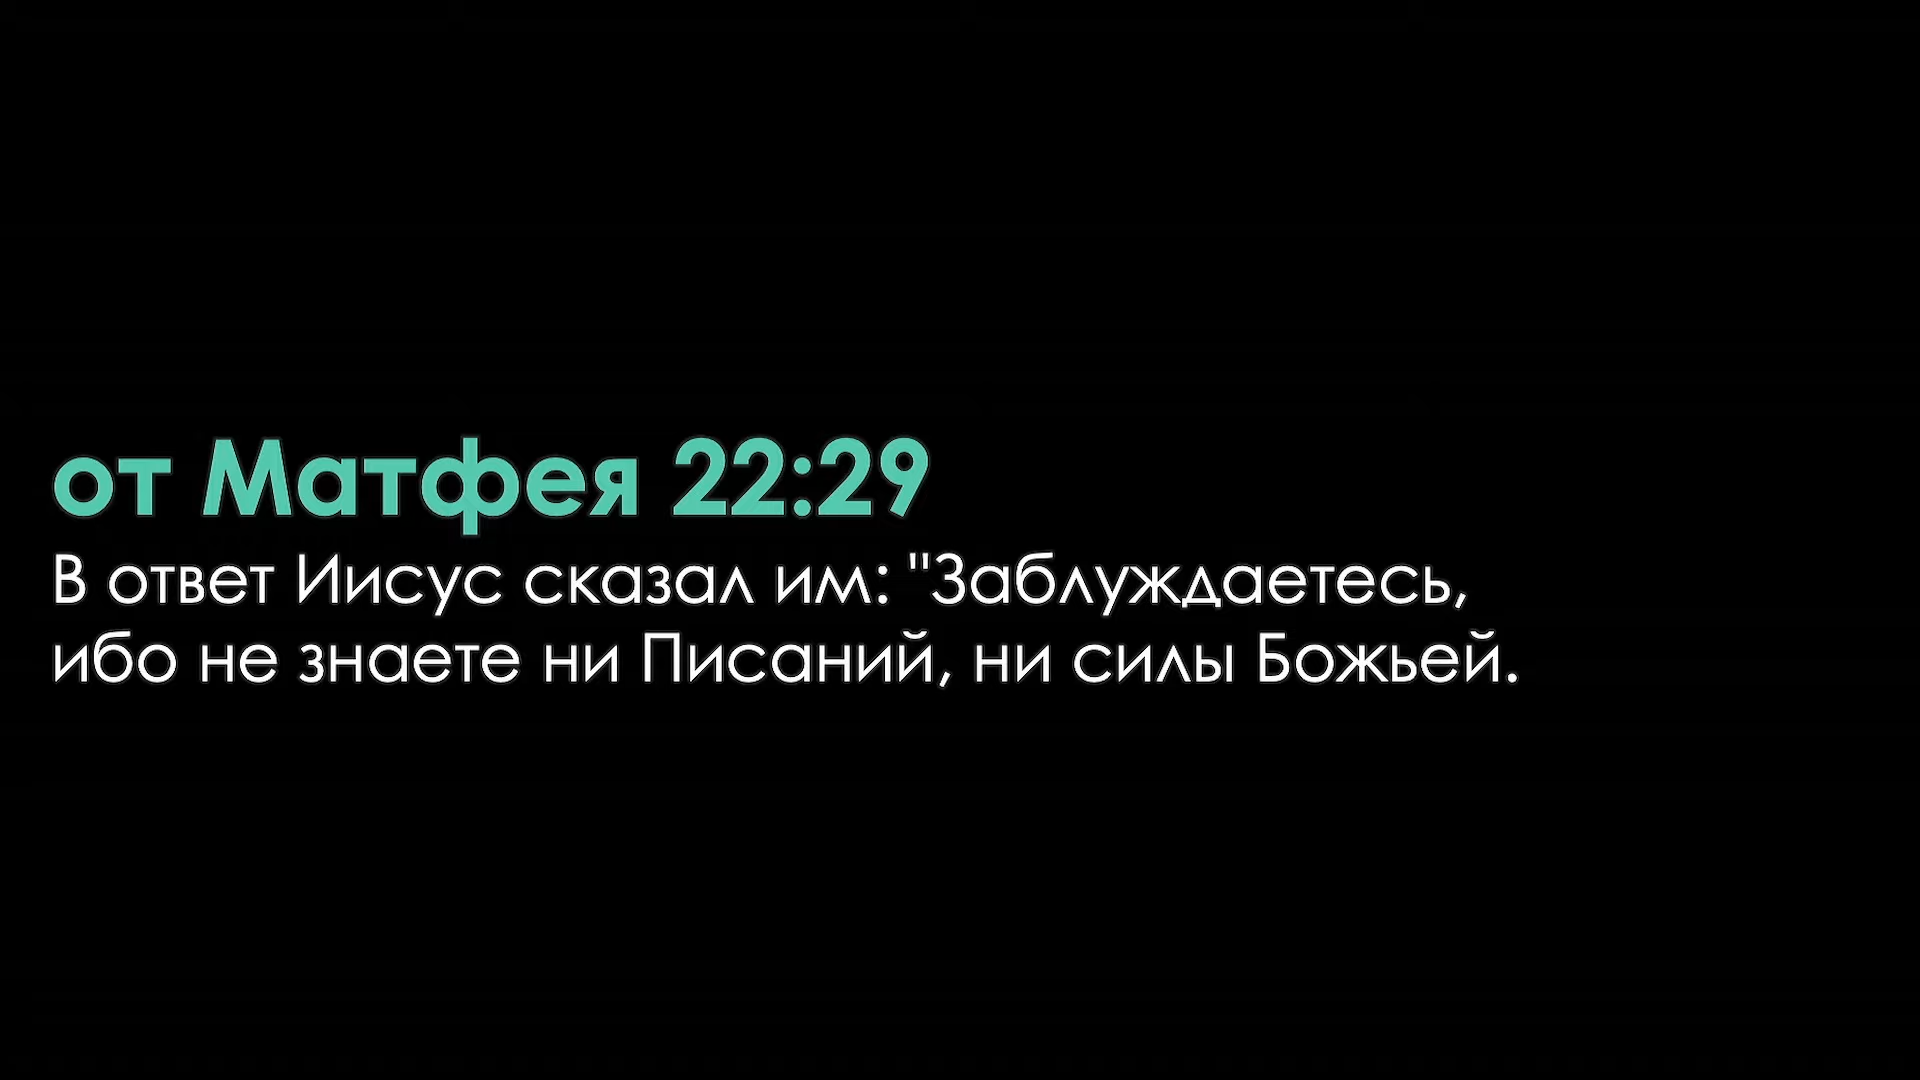 от Матфея 22:29
В ответ Иисус сказал им: "Заблуждаетесь,
ибо не знаете ни Писаний, ни силы Божьей.